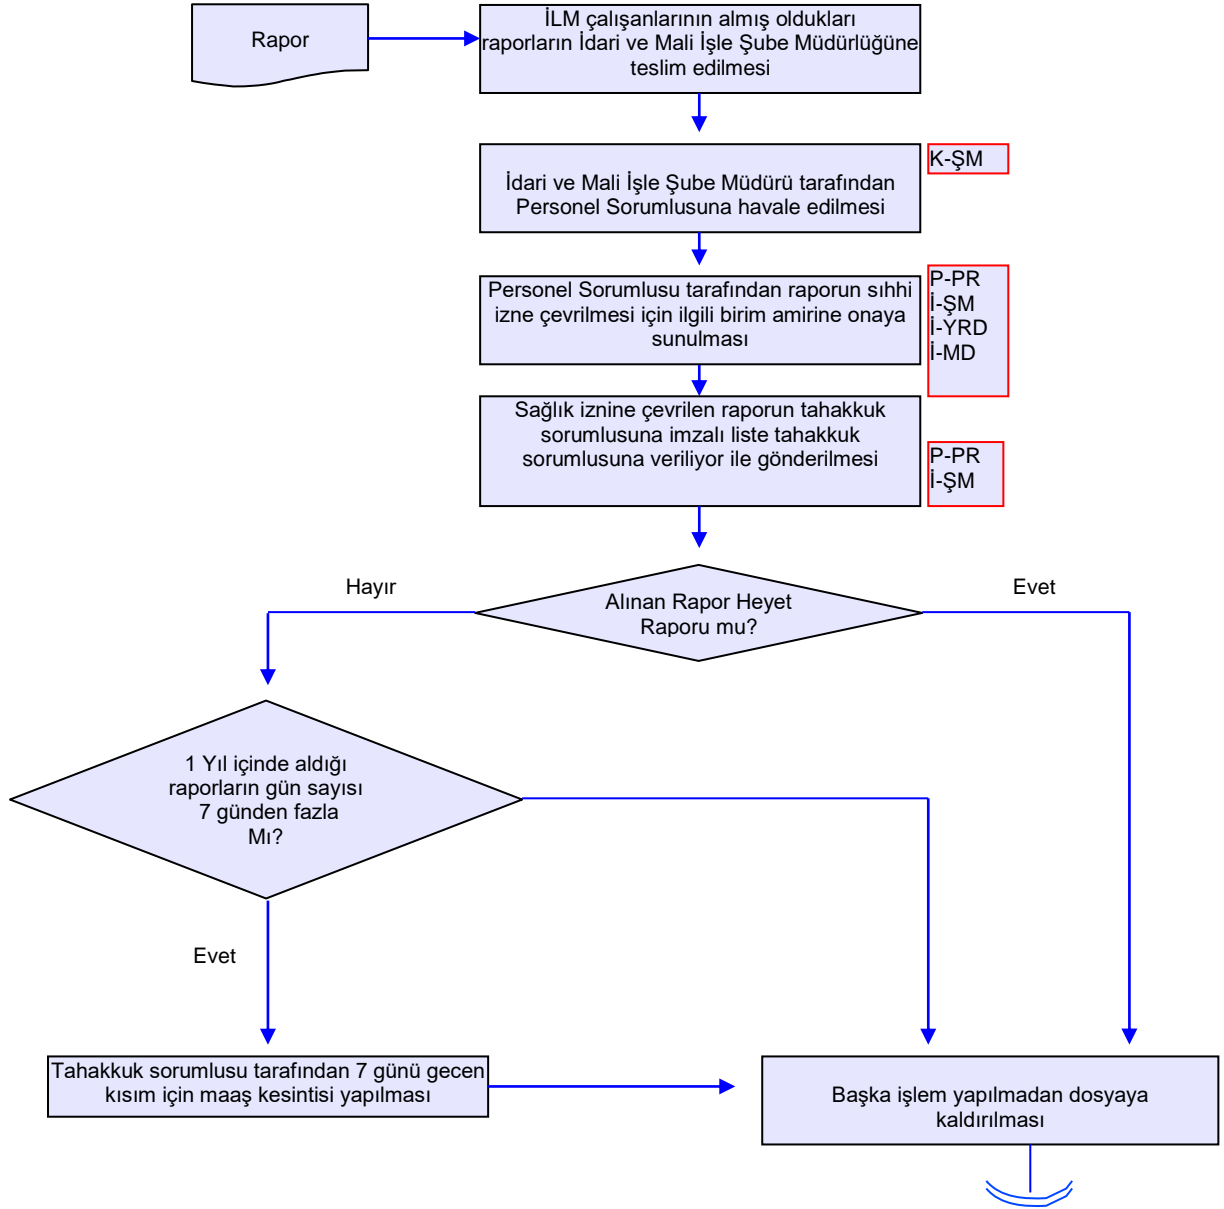 Rapor
İLM çalışanlarının almış oldukları
raporların İdari ve Mali İşle Şube Müdürlüğüne
teslim edilmesi
K-ŞM
İdari ve Mali İşle Şube Müdürü tarafından
Personel Sorumlusuna havale edilmesi
P-PR
İ-ŞM
İ-YRD
İ-MD
Personel Sorumlusu tarafından raporun sıhhi
izne çevrilmesi için ilgili birim amirine onaya
sunulması
Sağlık iznine çevrilen raporun tahakkuk
sorumlusuna imzalı liste tahakkuk
sorumlusuna veriliyor ile gönderilmesi
P-PR
İ-ŞM
Hayır
Evet
Alınan Rapor Heyet
Raporu mu?
1 Yıl içinde aldığı
raporların gün sayısı
7 günden fazla
Mı?
Evet
Tahakkuk sorumlusu tarafından 7 günü gecen
kısım için maaş kesintisi yapılması
Başka işlem yapılmadan dosyaya
kaldırılması